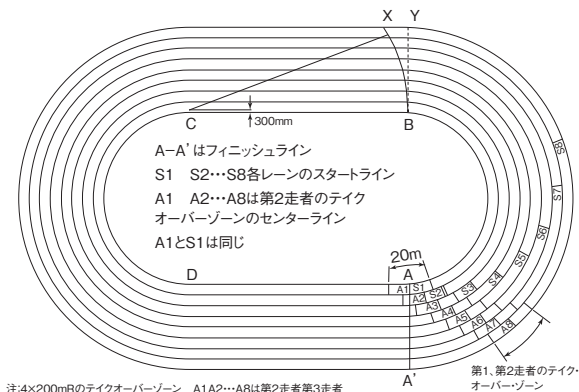 X Y
C
300mm
B
A−A’はフィニッシュライン
S1 S2･･･S8各レーンのスタートライン
A1 A2･･･A8は第2走者のテイク
オーバーゾーンのセンターライン
A1とS1は同じ
D
A
20m
A1 S1
A2 S2
A3 S3
A4 S4
A5 S5
A6 S6
A7 S7
A8 S8
A’
第1、第2走者のテイク・
オーバーゾーン
注:4×200mRのテイクオーバーゾーン A1A2･･･A8は第2走者第3走者